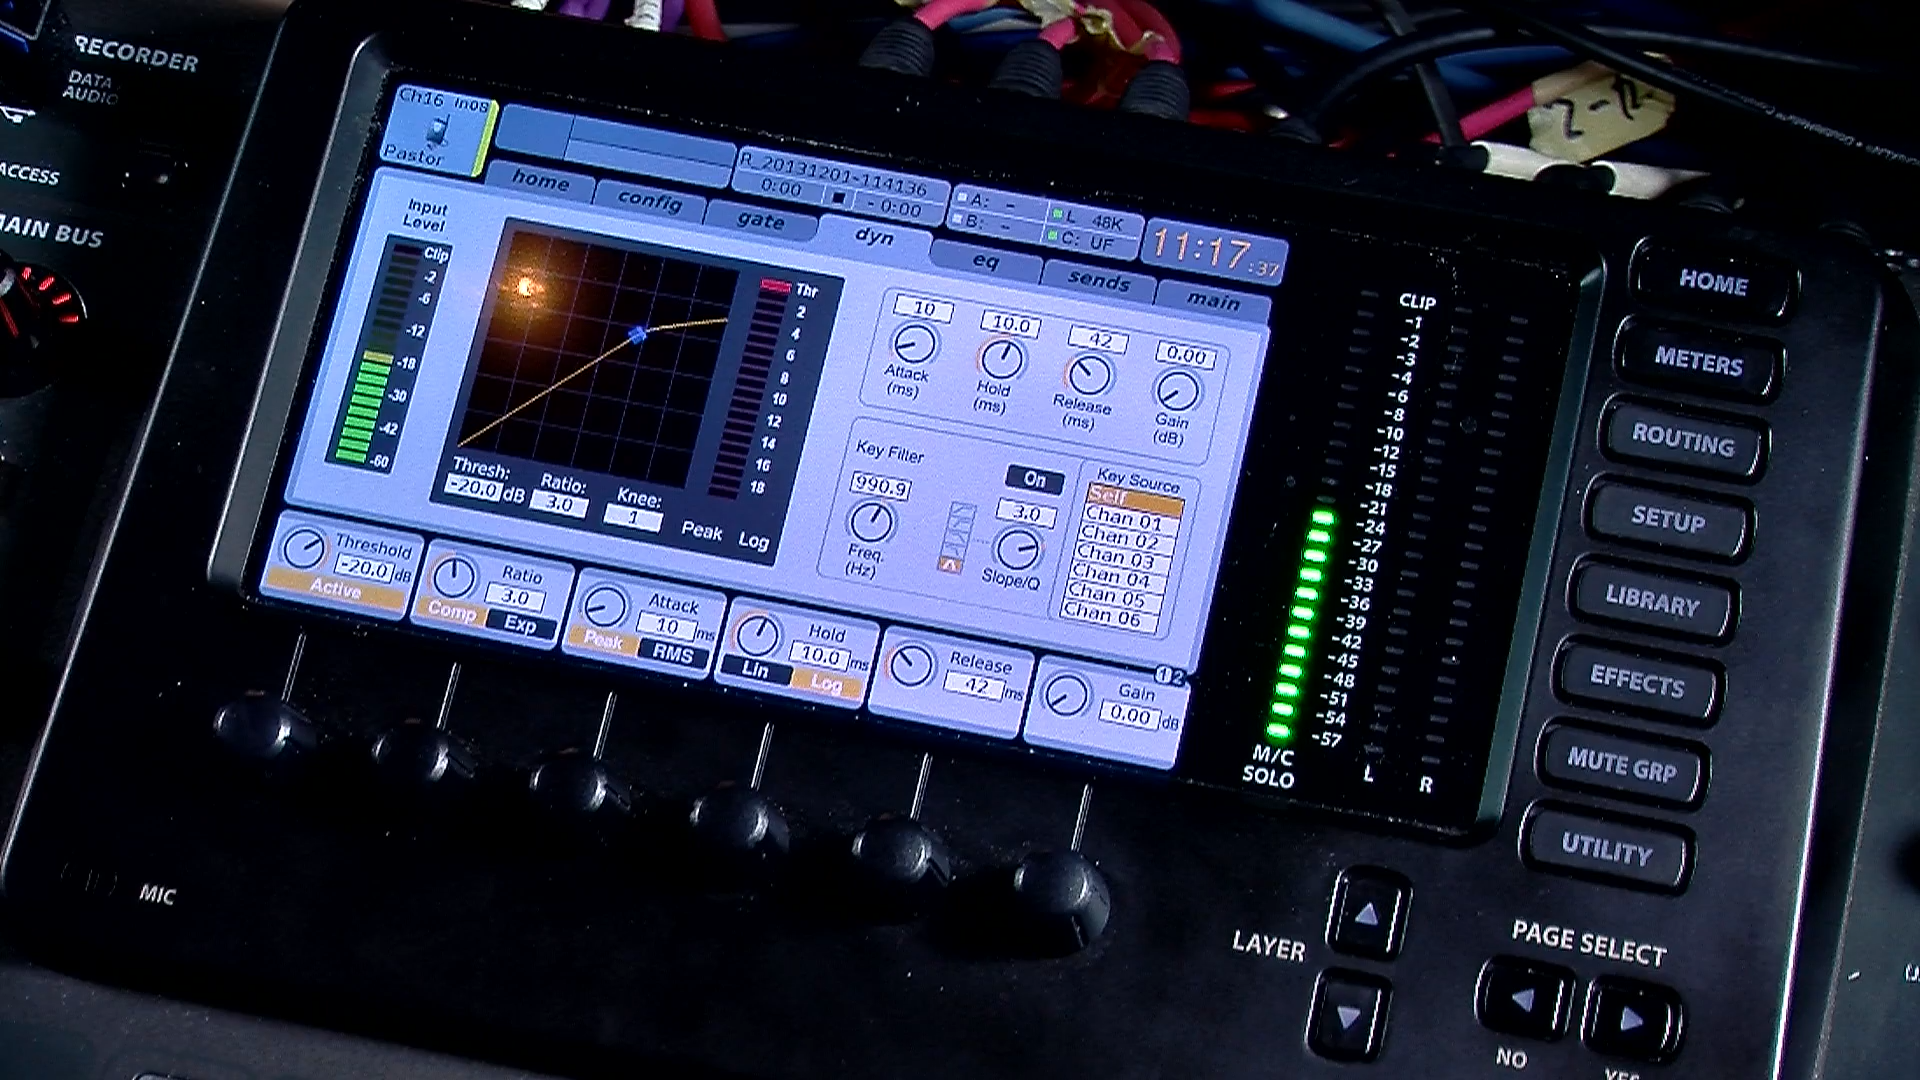 RECORDER
DATA
AUDIO
ACCESS
MAIN BUS
MIC
Ch16 In08
Pastor
R_20131201-114136
0:00 - 0:00
A: -
B: -
L 48K
C: UF
11:17:37
home config gate dyn eq sends main
Input
Level
Clip
-2
-6
-12
-18
-30
-42
-60
Thr
2
4
6
8
10
12
14
16
18
Thresh:
-20.0 dB
Ratio:
3.0
Knee:
1
Peak Log
10
Attack
(ms)
10.0
Hold
(ms)
42
Release
(ms)
0.00
Gain
(dB)
Key Filter
990.9
Freq.
(Hz)
On
3.0
Slope/Q
Key Source
Self
Chan 01
Chan 02
Chan 03
Chan 04
Chan 05
Chan 06
Threshold
-20.0 dB
Active
Ratio
3.0
Comp Exp
Attack
10 ms
Peak RMS
Hold
10.0 ms
Lin Log
Release
42 ms
1 2
Gain
0.00 dB
CLIP
-1
-2
-3
-4
-6
-8
-10
-12
-15
-18
-21
-24
-27
-30
-33
-36
-39
-42
-45
-48
-51
-54
-57
M/C
SOLO
L R
HOME
METERS
ROUTING
SETUP
LIBRARY
EFFECTS
MUTE GRP
UTILITY
LAYER
PAGE SELECT
NO
YES